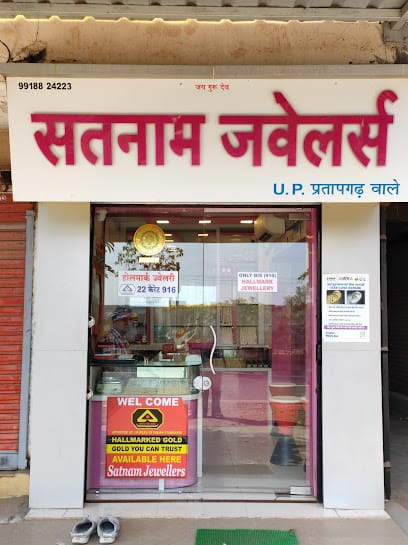 जय गुरु देव
99188 24223
सतनाम ज्वेलर्स
U.P. प्रतापगढ़ वाले
हॉलमार्क ज्वेलरी
22 कैरेट 916
ONLY BIS (916)
HALLMARK
JEWELLERY
WEL COME
HALLMARKED GOLD
GOLD YOU CAN TRUST
AVAILABLE HERE
Satnam Jewellers